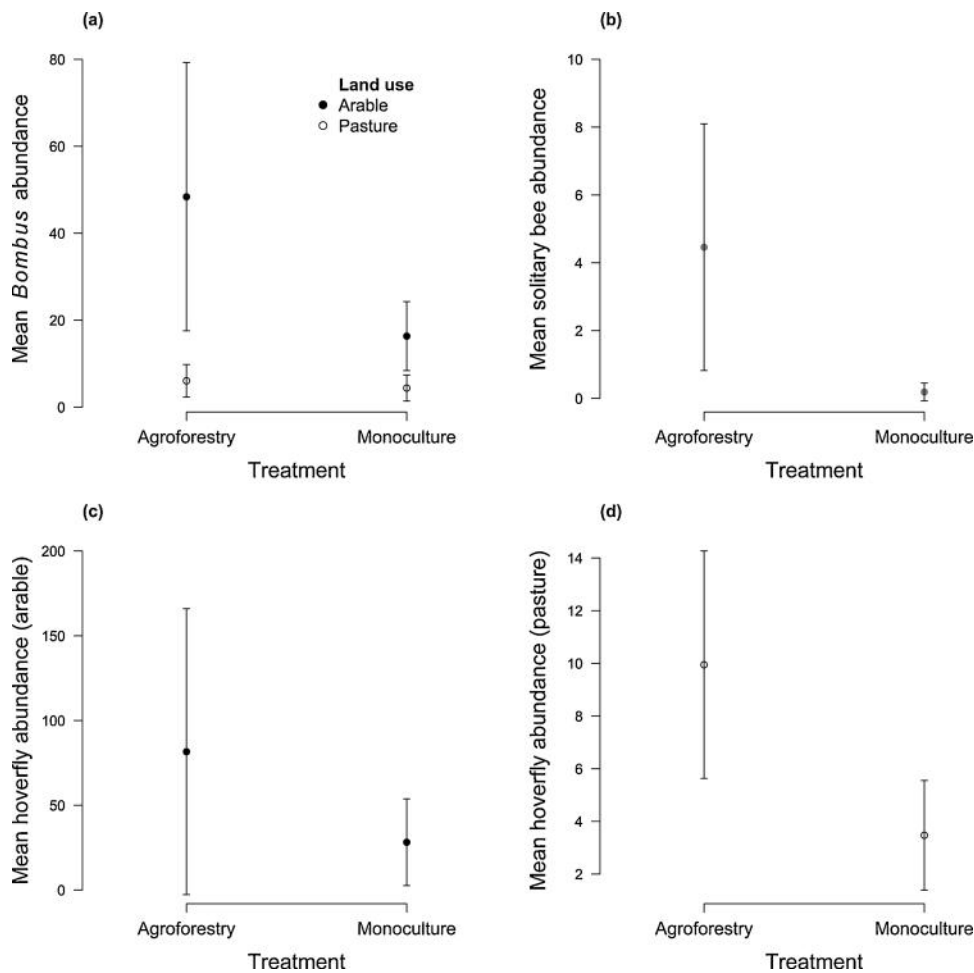 (a)
Mean Bombus abundance
80
60
40
20
0
Land use
Arable
Pasture
Agroforestry
Monoculture
Treatment
(b)
Mean solitary bee abundance
10
8
6
4
2
0
Agroforestry
Monoculture
Treatment
(c)
Mean hoverfly abundance (arable)
200
150
100
50
0
Agroforestry
Monoculture
Treatment
(d)
Mean hoverfly abundance (pasture)
14
12
10
8
6
4
2
Agroforestry
Monoculture
Treatment